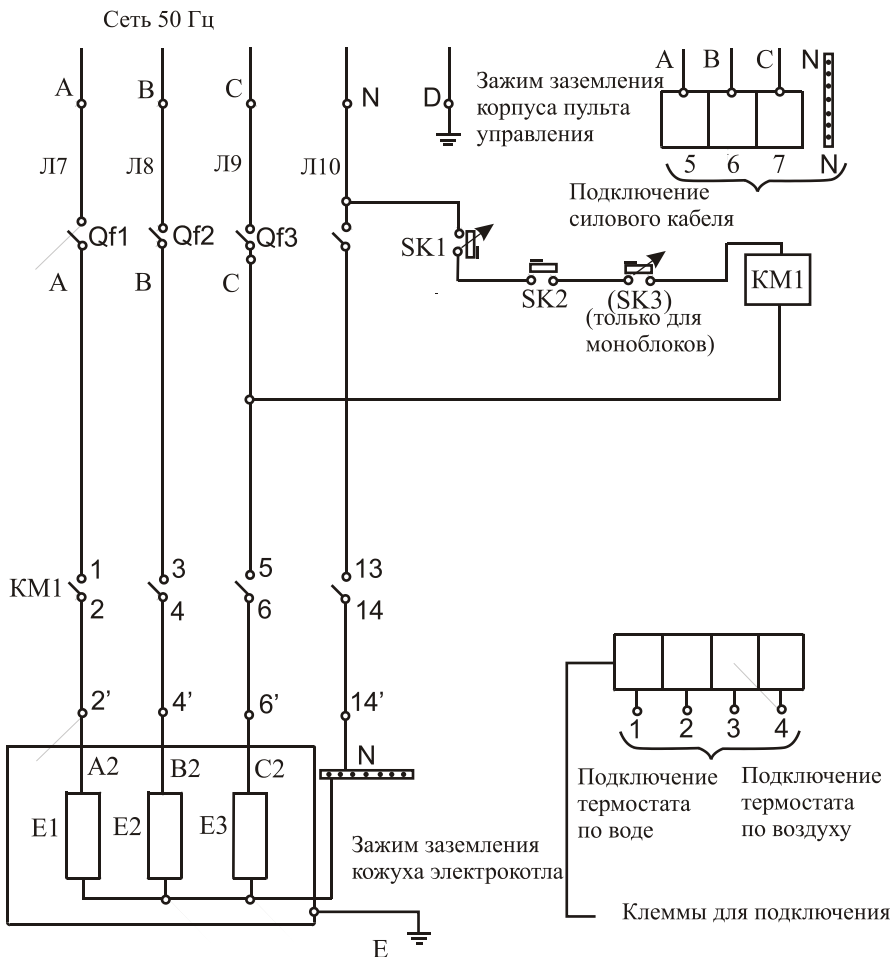 Сеть 50 Гц
A
B
C
N
D
Зажим заземления
корпуса пульта
управления
A B C N
5 6 7 N
Подключение
силового кабеля
Л7
Л8
Л9
Л10
Qf1
Qf2
Qf3
A
B
C
SK1
SK2
(SK3)
(только для
моноблоков)
КМ1
КМ1
1
3
5
13
2
4
6
14
2’
4’
6’
14’
N
A2
B2
C2
E1
E2
E3
Зажим заземления
кожуха электрокотла
E
1 2 3 4
Подключение
термостата
по воде
Подключение
термостата
по воздуху
Клеммы для подключения